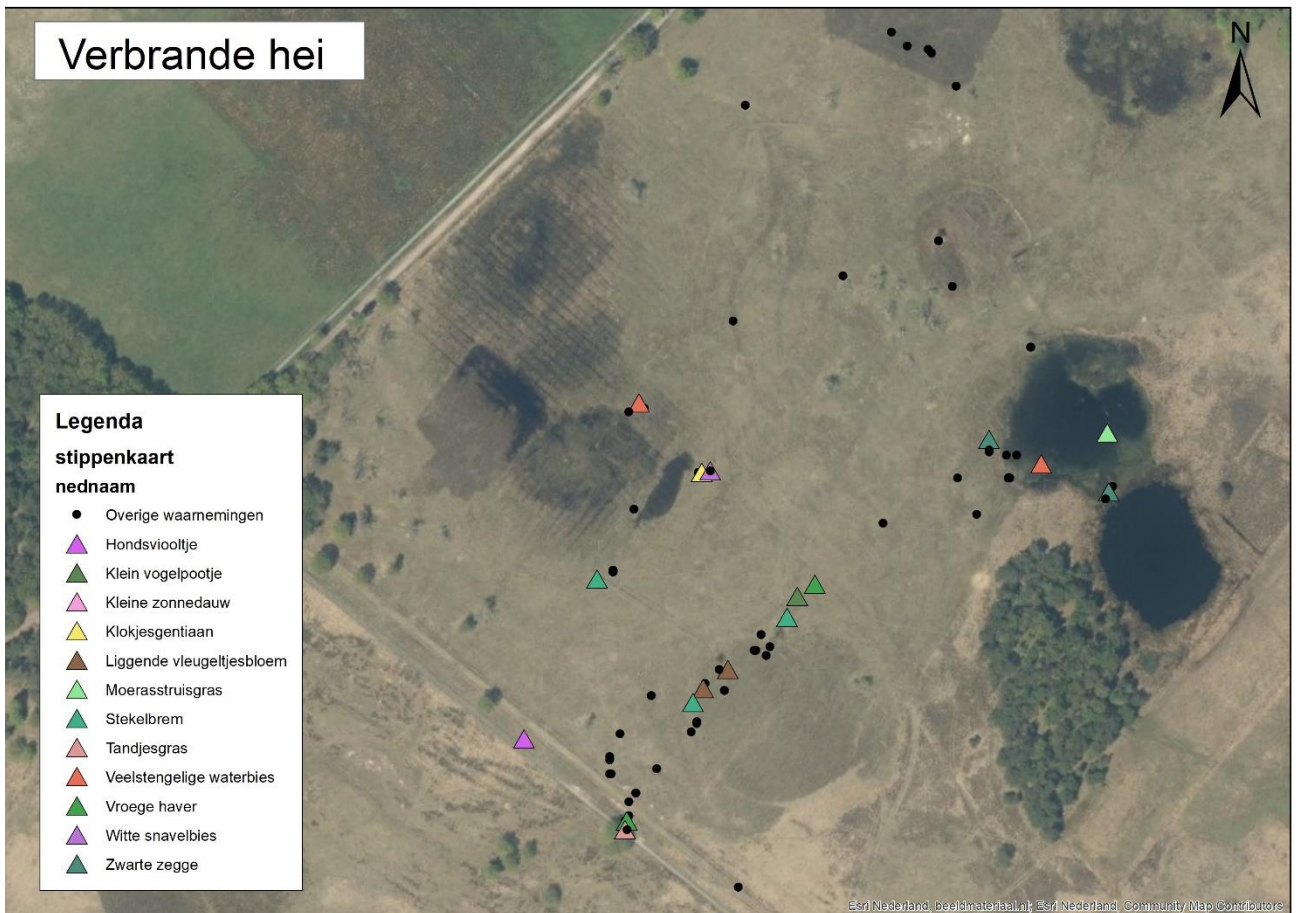 Verbrande hei
N
Legenda
stippenkaart
nednaam
Overige waarnemingen
Hondsviooltje
Klein vogelpootje
Kleine zonnedauw
Klokjesgentiaan
Liggende vleugeltjesbloem
Moerasstruisgras
Stekelbrem
Tandjesgras
Veelstengelige waterbies
Vroege haver
Witte snavelbies
Zwarte zegge
Esri Nederland, beeldmateriaal.nl; Esri Nederland, Community Map Contributors